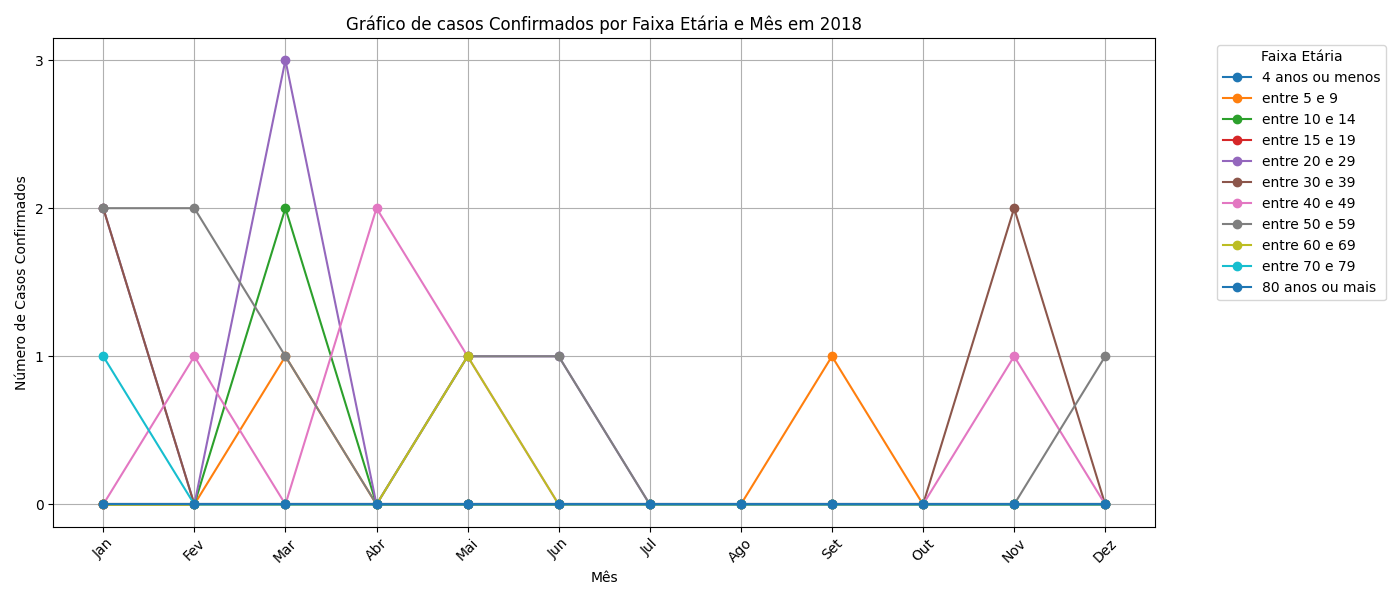 Gráfico de casos Confirmados por Faixa Etária e Mês em 2018
Número de Casos Confirmados
3
2
1
0
Jan
Fev
Mar
Abr
Mai
Jun
Jul
Ago
Set
Out
Nov
Dez
Mês
Faixa Etária
4 anos ou menos
entre 5 e 9
entre 10 e 14
entre 15 e 19
entre 20 e 29
entre 30 e 39
entre 40 e 49
entre 50 e 59
entre 60 e 69
entre 70 e 79
80 anos ou mais